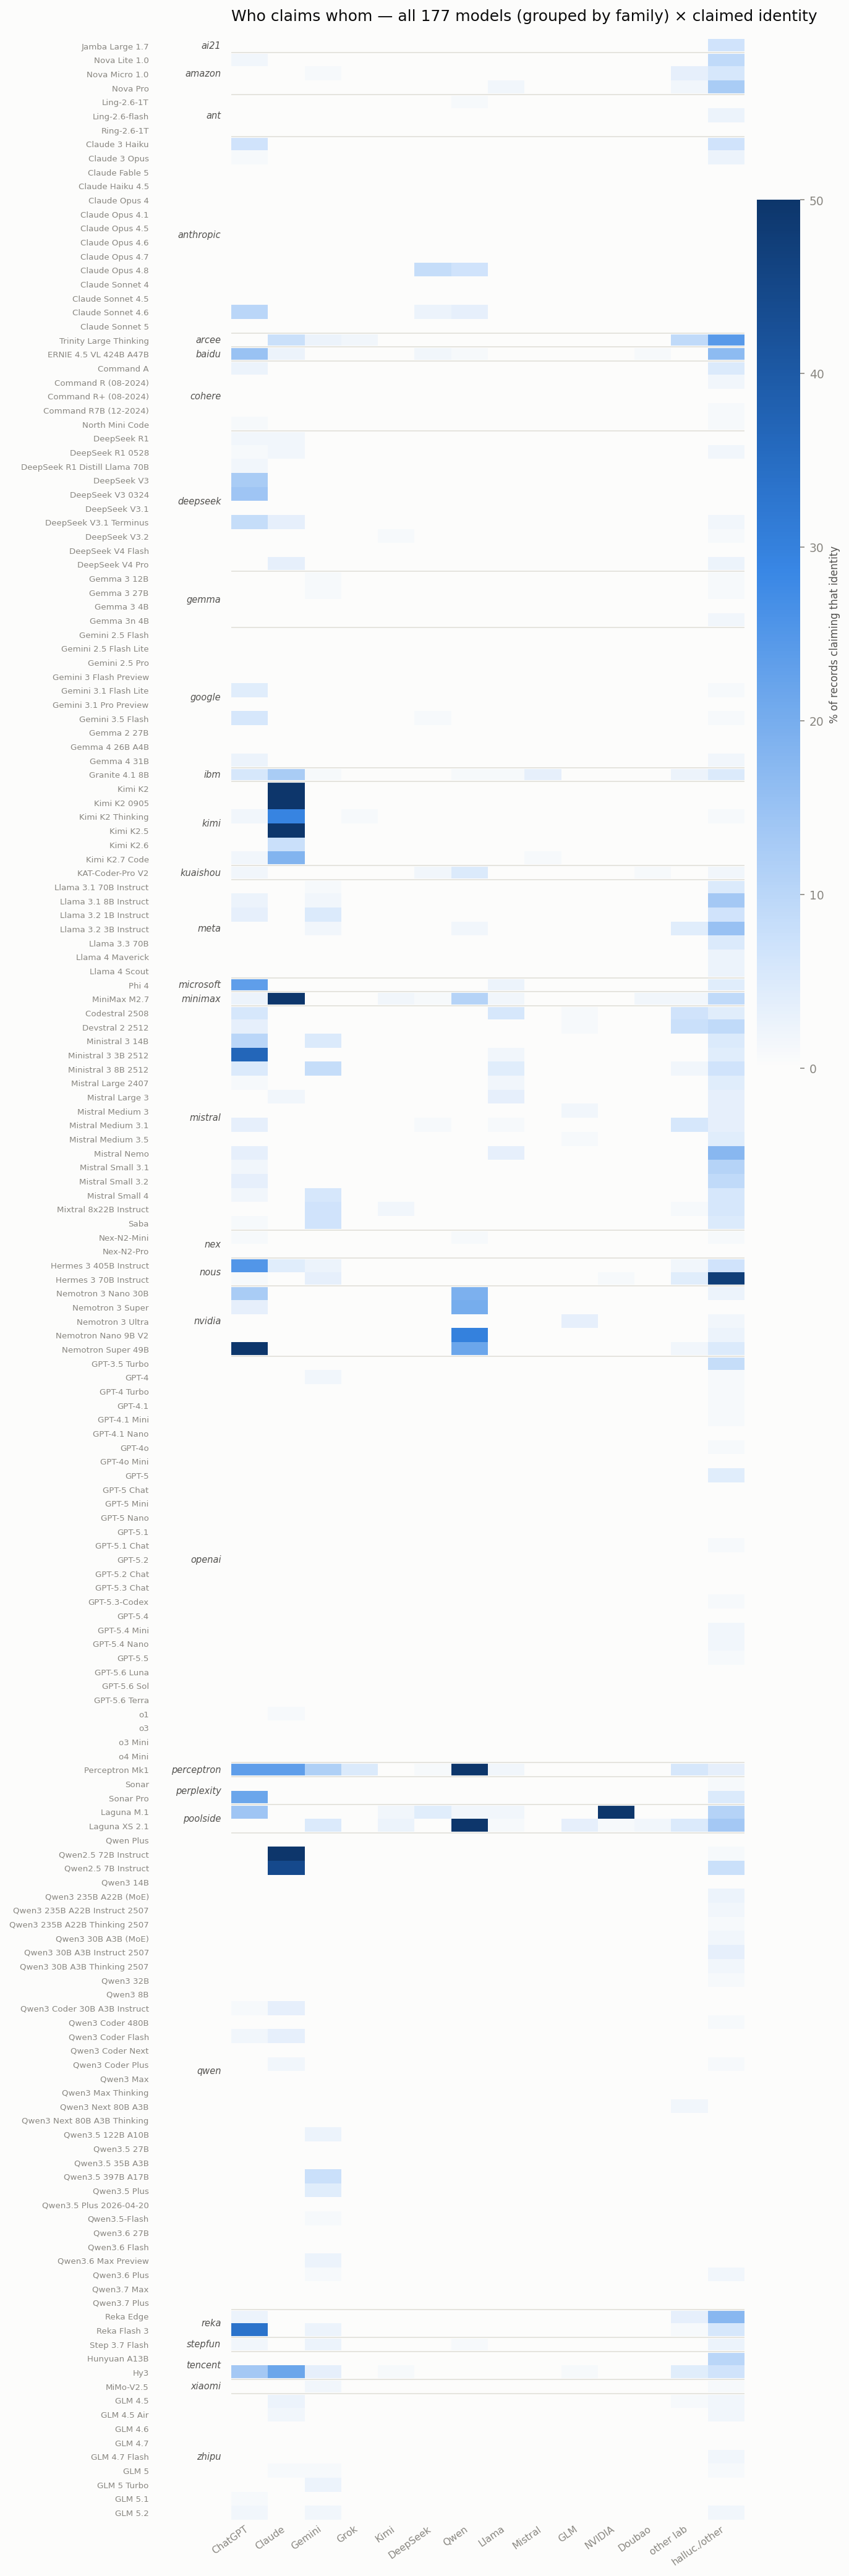 Who claims whom — all 177 models (grouped by family) × claimed identity
Jamba Large 1.7
ai21
Nova Lite 1.0
Nova Micro 1.0
amazon
Nova Pro
Ling-2.6-1T
Ling-2.6-flash
ant
Ring-2.6-1T
Claude 3 Haiku
Claude 3 Opus
Claude Fable 5
Claude Haiku 4.5
Claude Opus 4
50
Claude Opus 4.1
Claude Opus 4.5
anthropic
Claude Opus 4.6
Claude Opus 4.7
Claude Opus 4.8
Claude Sonnet 4
Claude Sonnet 4.5
Claude Sonnet 4.6
Claude Sonnet 5
Trinity Large Thinking
arcee
ERNIE 4.5 VL 424B A47B
baidu
Command A
40
Command R (08-2024)
Command R+ (08-2024)
cohere
Command R7B (12-2024)
North Mini Code
DeepSeek R1
DeepSeek R1 0528
DeepSeek R1 Distill Llama 70B
DeepSeek V3
DeepSeek V3 0324
deepseek
DeepSeek V3.1
DeepSeek V3.1 Terminus
DeepSeek V3.2
30
DeepSeek V4 Flash
DeepSeek V4 Pro
Gemma 3 12B
Gemma 3 27B
gemma
Gemma 3 4B
Gemma 3n 4B
% of records claiming that identity
Gemini 2.5 Flash
Gemini 2.5 Flash Lite
Gemini 2.5 Pro
Gemini 3 Flash Preview
Gemini 3.1 Flash Lite
google
Gemini 3.1 Pro Preview
Gemini 3.5 Flash
20
Gemma 2 27B
Gemma 4 26B A4B
Gemma 4 31B
Granite 4.1 8B
ibm
Kimi K2
Kimi K2 0905
Kimi K2 Thinking
kimi
Kimi K2.5
Kimi K2.6
Kimi K2.7 Code
KAT-Coder-Pro V2
kuaishou
Llama 3.1 70B Instruct
10
Llama 3.1 8B Instruct
Llama 3.2 1B Instruct
Llama 3.2 3B Instruct
meta
Llama 3.3 70B
Llama 4 Maverick
Llama 4 Scout
Phi 4
microsoft
MiniMax M2.7
minimax
Codestral 2508
Devstral 2 2512
Ministral 3 14B
Ministral 3 3B 2512
Ministral 3 8B 2512
0
Mistral Large 2407
Mistral Large 3
Mistral Medium 3
mistral
Mistral Medium 3.1
Mistral Medium 3.5
Mistral Nemo
Mistral Small 3.1
Mistral Small 3.2
Mistral Small 4
Mixtral 8x22B Instruct
Saba
Nex-N2-Mini
nex
Nex-N2-Pro
Hermes 3 405B Instruct
nous
Hermes 3 70B Instruct
Nemotron 3 Nano 30B
Nemotron 3 Super
Nemotron 3 Ultra
nvidia
Nemotron Nano 9B V2
Nemotron Super 49B
GPT-3.5 Turbo
GPT-4
GPT-4 Turbo
GPT-4.1
GPT-4.1 Mini
GPT-4.1 Nano
GPT-4o
GPT-4o Mini
GPT-5
GPT-5 Chat
GPT-5 Mini
GPT-5 Nano
GPT-5.1
GPT-5.1 Chat
GPT-5.2
openai
GPT-5.2 Chat
GPT-5.3 Chat
GPT-5.3-Codex
GPT-5.4
GPT-5.4 Mini
GPT-5.4 Nano
GPT-5.5
GPT-5.6 Luna
GPT-5.6 Sol
GPT-5.6 Terra
o1
o3
o3 Mini
o4 Mini
Perceptron Mk1
perceptron
Sonar
perplexity
Sonar Pro
Laguna M.1
poolside
Laguna XS 2.1
Qwen Plus
Qwen2.5 72B Instruct
Qwen2.5 7B Instruct
Qwen3 14B
Qwen3 235B A22B (MoE)
Qwen3 235B A22B Instruct 2507
Qwen3 235B A22B Thinking 2507
Qwen3 30B A3B (MoE)
Qwen3 30B A3B Instruct 2507
Qwen3 30B A3B Thinking 2507
Qwen3 32B
Qwen3 8B
Qwen3 Coder 30B A3B Instruct
Qwen3 Coder 480B
Qwen3 Coder Flash
Qwen3 Coder Next
Qwen3 Coder Plus
qwen
Qwen3 Max
Qwen3 Max Thinking
Qwen3 Next 80B A3B
Qwen3 Next 80B A3B Thinking
Qwen3.5 122B A10B
Qwen3.5 27B
Qwen3.5 35B A3B
Qwen3.5 397B A17B
Qwen3.5 Plus
Qwen3.5 Plus 2026-04-20
Qwen3.5-Flash
Qwen3.6 27B
Qwen3.6 Flash
Qwen3.6 Max Preview
Qwen3.6 Plus
Qwen3.7 Max
Qwen3.7 Plus
Reka Edge
reka
Reka Flash 3
Step 3.7 Flash
stepfun
Hunyuan A13B
tencent
Hy3
MiMo-V2.5
xiaomi
GLM 4.5
GLM 4.5 Air
GLM 4.6
GLM 4.7
GLM 4.7 Flash
zhipu
GLM 5
GLM 5 Turbo
GLM 5.1
GLM 5.2
ChatGPT
Claude
Gemini
Grok
Kimi
DeepSeek
Qwen
Llama
Mistral
GLM
NVIDIA
Doubao
other lab
halluc./other